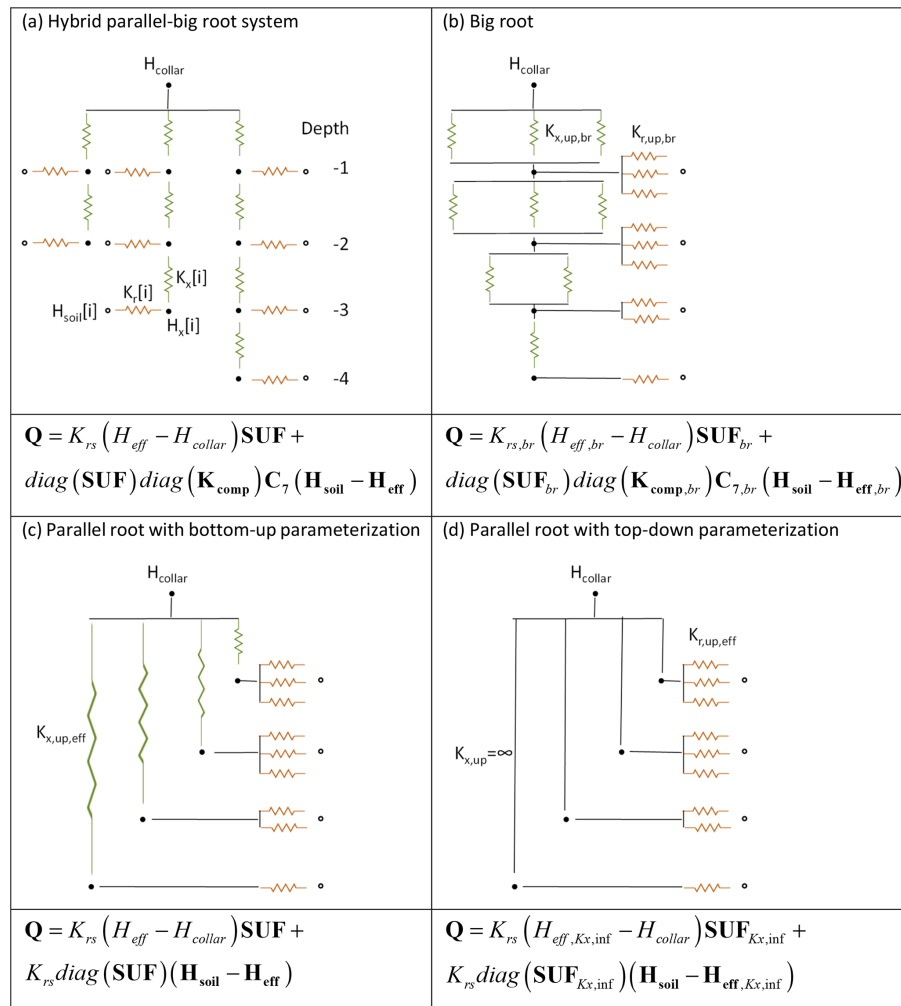 (a) Hybrid parallel-big root system
H_collar
Depth
-1
-2
K_x[i]
K_r[i]
H_soil[i]
H_x[i]
-3
-4
Q = K_rs (H_eff − H_collar) SUF +
diag(SUF) diag(K_comp) C_7 (H_soil − H_eff)
(b) Big root
H_collar
K_x,up,br
K_r,up,br
Q = K_rs,br (H_eff,br − H_collar) SUF_br +
diag(SUF_br) diag(K_comp,br) C_7,br (H_soil − H_eff,br)
(c) Parallel root with bottom-up parameterization
H_collar
K_x,up,eff
Q = K_rs (H_eff − H_collar) SUF +
K_rs diag(SUF)(H_soil − H_eff)
(d) Parallel root with top-down parameterization
H_collar
K_r,up,eff
K_x,up=∞
Q = K_rs (H_eff,Kx,inf − H_collar) SUF_Kx,inf +
K_rs diag(SUF_Kx,inf)(H_soil − H_eff,Kx,inf)